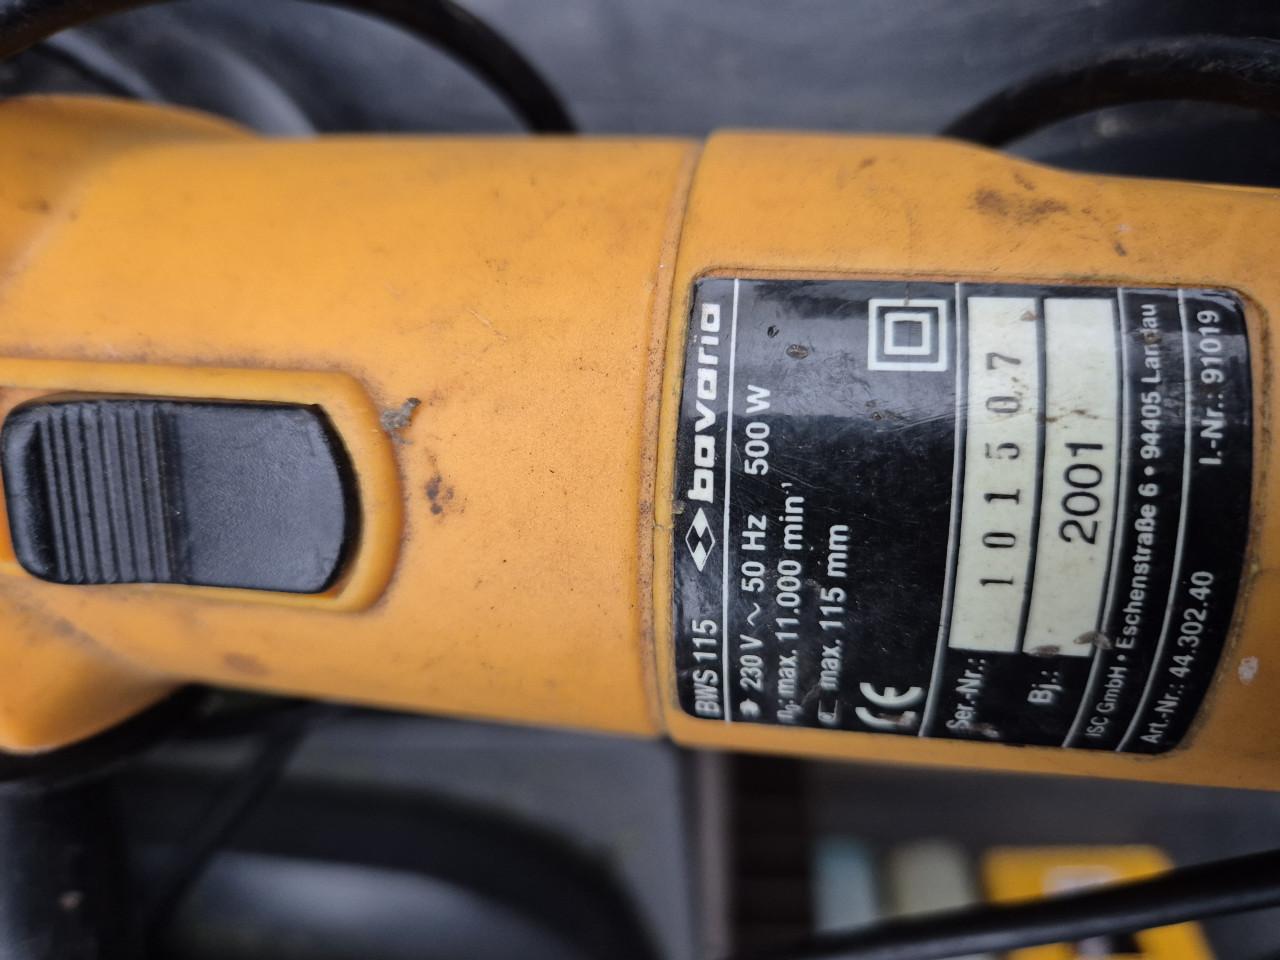 BWS 115 bavaria
230 V ~ 50 Hz 500 W
n₀: max. 11.000 min⁻¹
max. 115 mm
CE
Ser.-Nr.: 101507
Bj.: 2001
ISC GmbH • Eschenstraße 6 • 94405 Landau
Art.-Nr.: 44.302.40 I.-Nr.: 91019